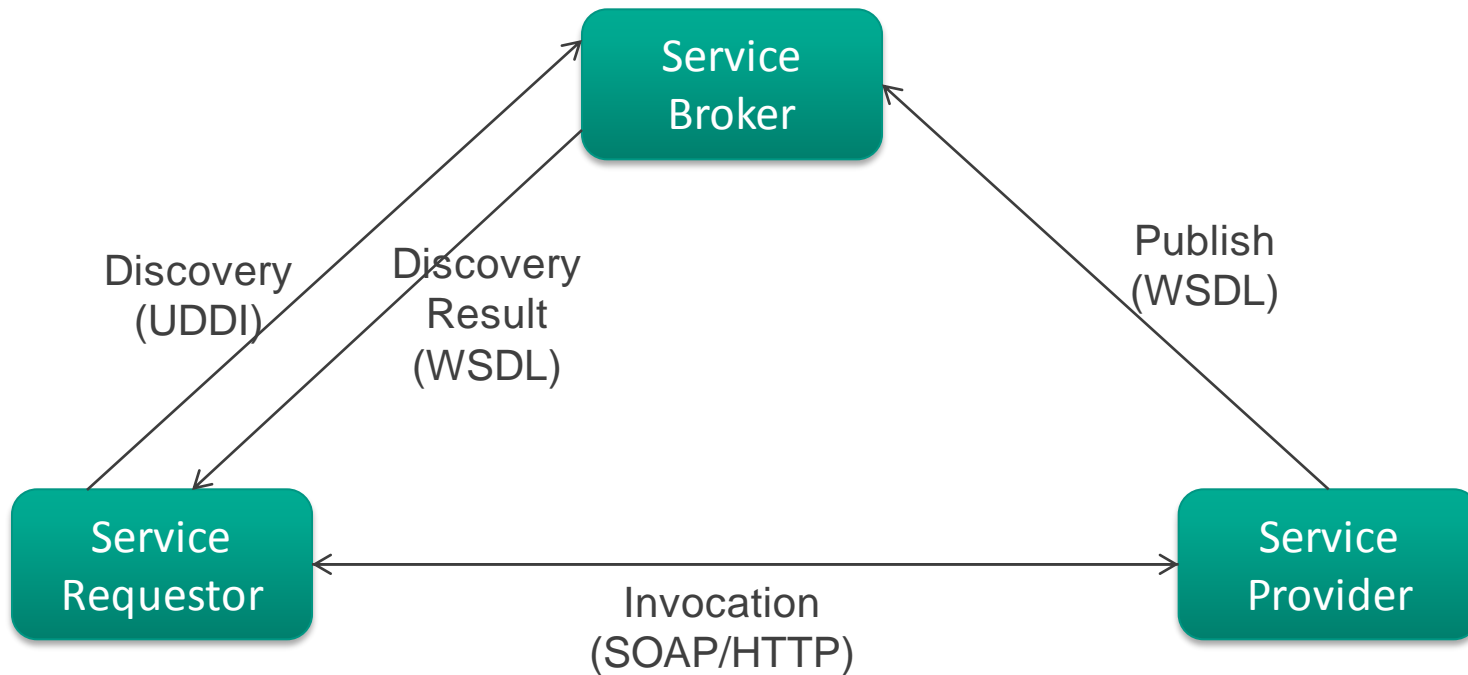 Service
Broker
Discovery
(UDDI)
Discovery
Result
(WSDL)
Publish
(WSDL)
Service
Requestor
Invocation
(SOAP/HTTP)
Service
Provider